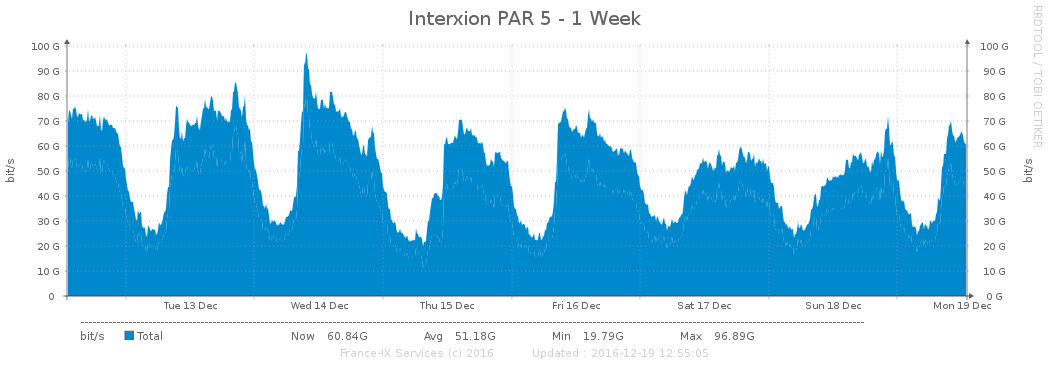 Interxion PAR 5 - 1 Week
RRDTOOL / TOBI OETIKER
100 G 100 G
90 G 90 G
80 G 80 G
70 G 70 G
60 G 60 G
50 G 50 G
40 G 40 G
30 G 30 G
20 G 20 G
10 G 10 G
0 0 G
bit/s bit/s
Tue 13 Dec Wed 14 Dec Thu 15 Dec Fri 16 Dec Sat 17 Dec Sun 18 Dec Mon 19 Dec
bit/s Total Now 60.84G Avg 51.18G Min 19.79G Max 96.89G
France-IX Services (c) 2016 Updated : 2016-12-19 12:55:05